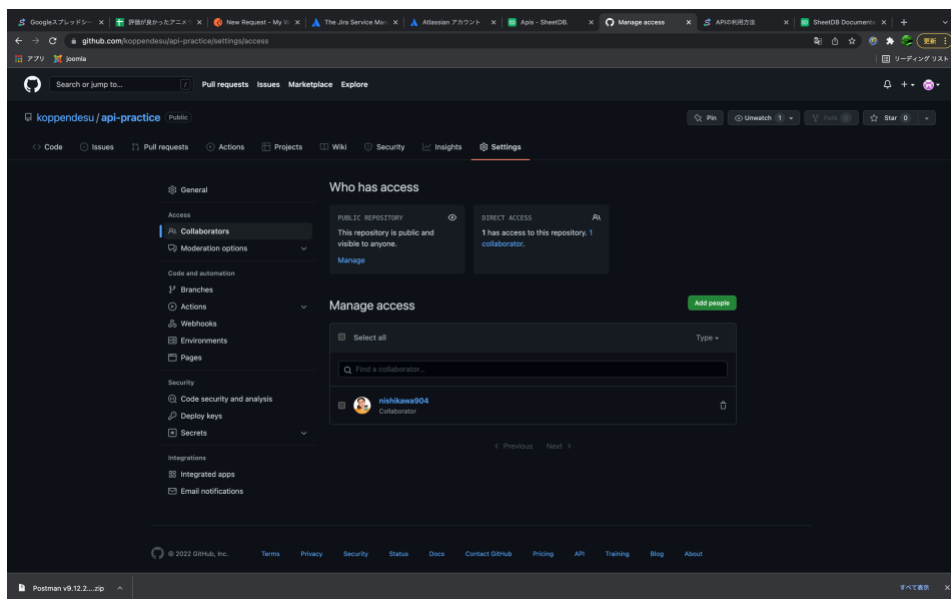 Googleスプレッドシー
評価が良かったアニメ
New Request - My W
The Jira Service Man
Atlassian アカウント
Apis - SheetDB.
Manage access
APIの利用方法
SheetDB Documenta
github.com/koppendesu/api-practice/settings/access
更新
アプリ
joomla
リーディング リスト
Search or jump to...
/
Pull requests
Issues
Marketplace
Explore
koppendesu / api-practice
Public
Pin
Unwatch 1
Fork 0
Star 0
Code
Issues
Pull requests
Actions
Projects
Wiki
Security
Insights
Settings
General
Access
Collaborators
Moderation options
Code and automation
Branches
Actions
Webhooks
Environments
Pages
Security
Code security and analysis
Deploy keys
Secrets
Integrations
Integrated apps
Email notifications
Who has access
PUBLIC REPOSITORY
This repository is public and
visible to anyone.
Manage
DIRECT ACCESS
1 has access to this repository. 1
collaborator.
Manage access
Add people
Select all
Type
Find a collaborator...
nishikawa904
Collaborator
Previous
Next
© 2022 GitHub, Inc.
Terms
Privacy
Security
Status
Docs
Contact GitHub
Pricing
API
Training
Blog
About
Postman v9.12.2....zip
すべて表示